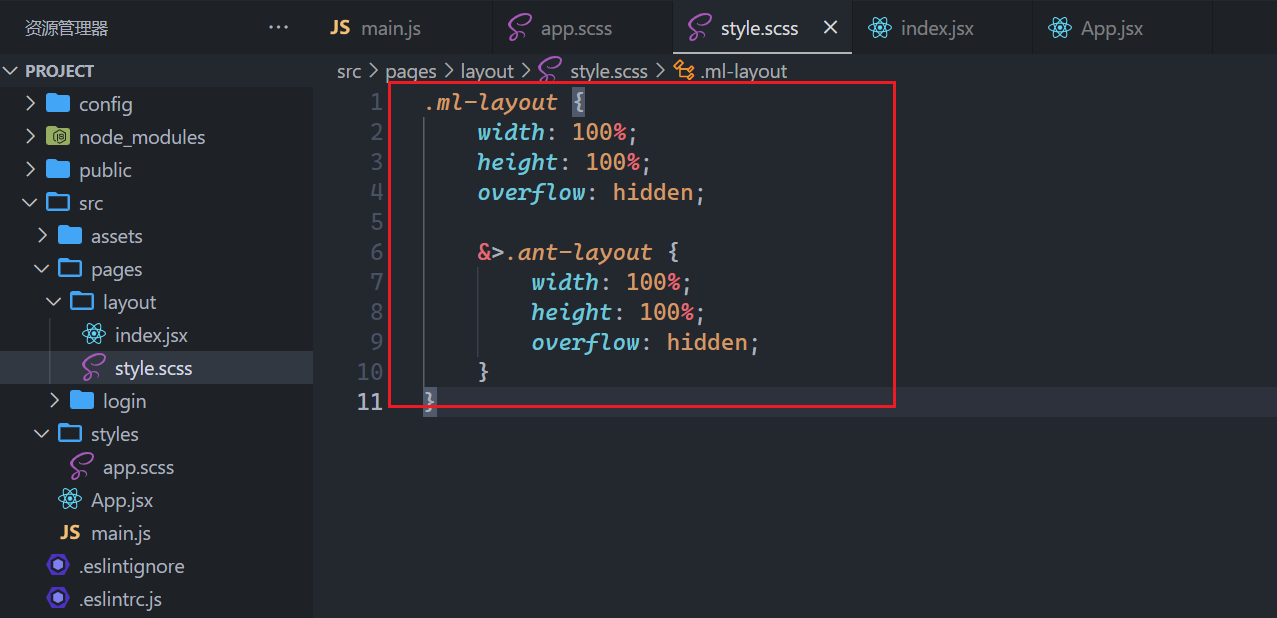 资源管理器 ··· JS main.js app.scss style.scss index.jsx App.jsx
PROJECT
src > pages > layout > style.scss > .ml-layout
config
node_modules
public
src
assets
pages
layout
index.jsx
style.scss
login
styles
app.scss
App.jsx
JS main.js
.eslintignore
.eslintrc.js
1 .ml-layout {
2 width: 100%;
3 height: 100%;
4 overflow: hidden;
5
6 &>.ant-layout {
7 width: 100%;
8 height: 100%;
9 overflow: hidden;
10 }
11 }